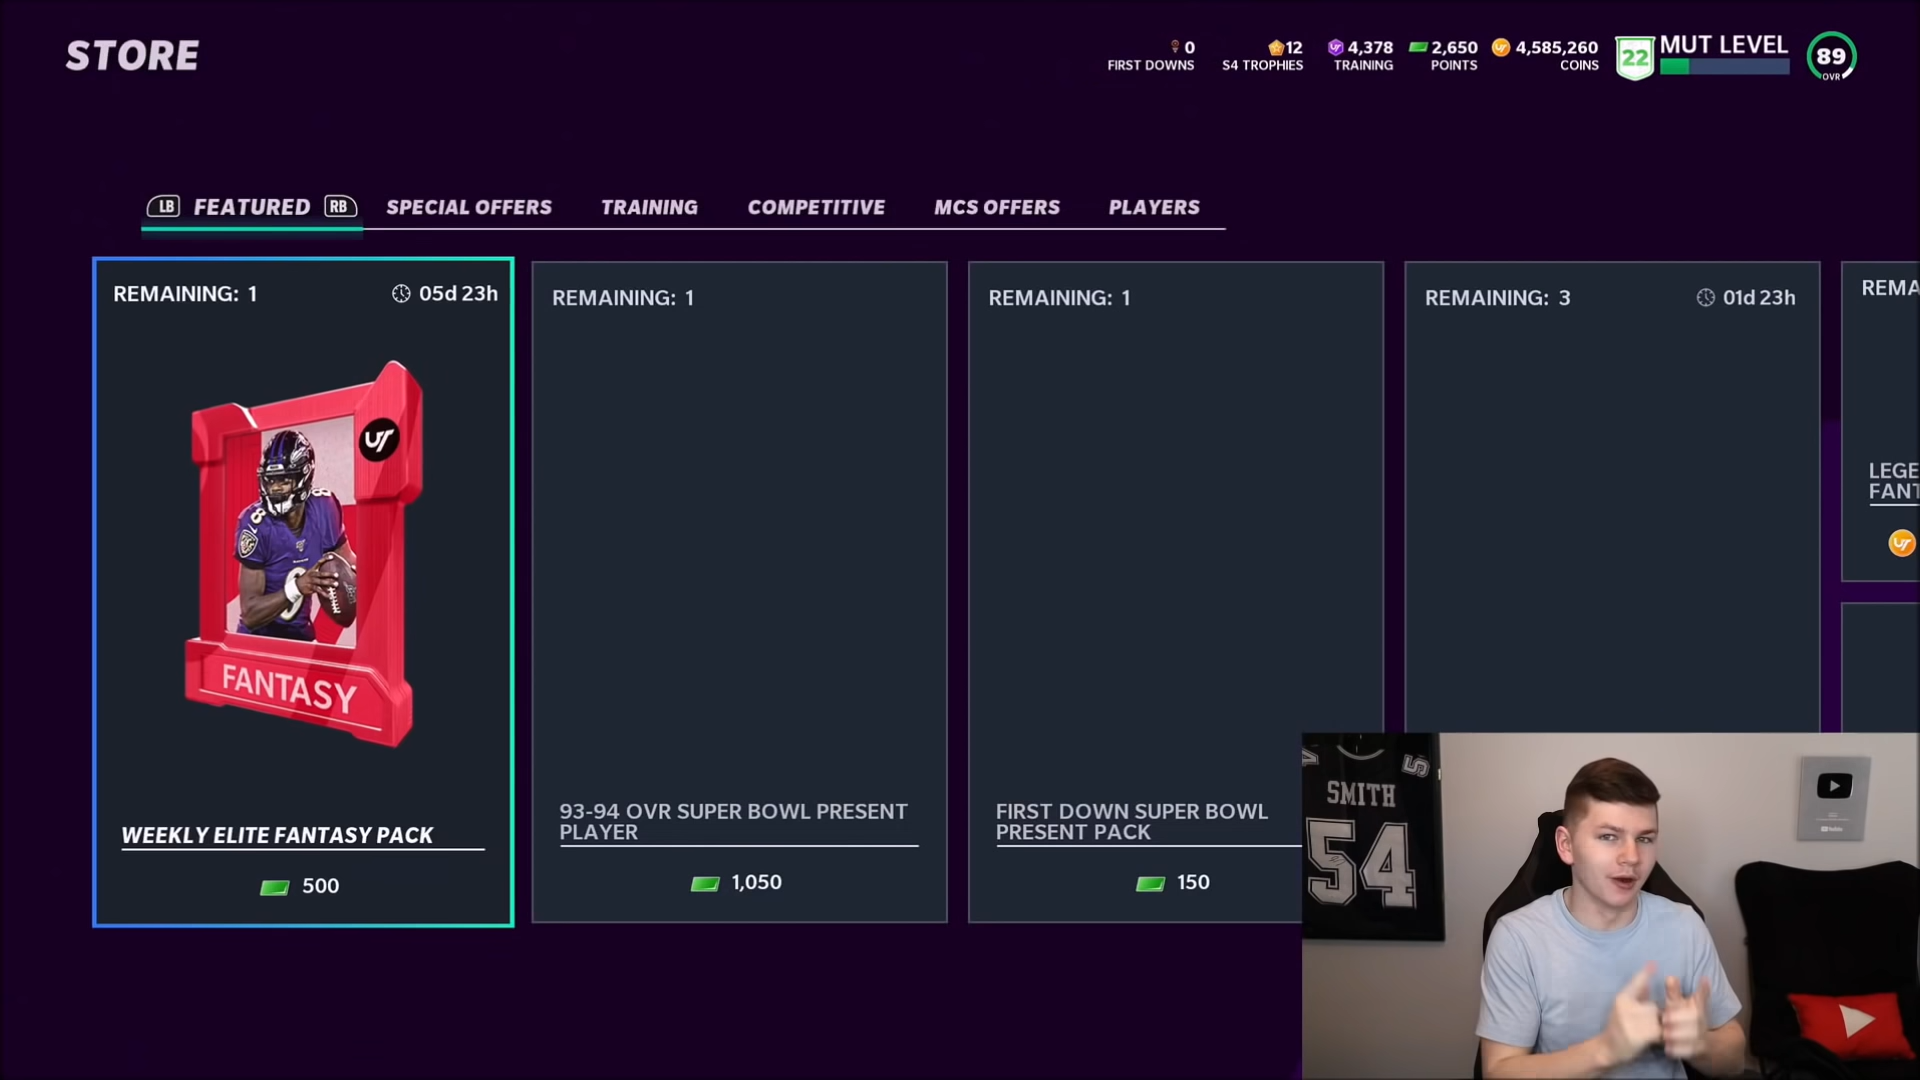 STORE
0
FIRST DOWNS
12
S4 TROPHIES
4,378
TRAINING
2,650
POINTS
4,585,260
COINS
22
MUT LEVEL
89
OVR
LB FEATURED RB SPECIAL OFFERS TRAINING COMPETITIVE MCS OFFERS PLAYERS
REMAINING: 1 05d 23h
8
FANTASY
WEEKLY ELITE FANTASY PACK
500
REMAINING: 1
93-94 OVR SUPER BOWL PRESENT
PLAYER
1,050
REMAINING: 1
FIRST DOWN SUPER BOWL
PRESENT PACK
150
REMAINING: 3 01d 23h
REMA
LEGE
FANT
SMITH
54